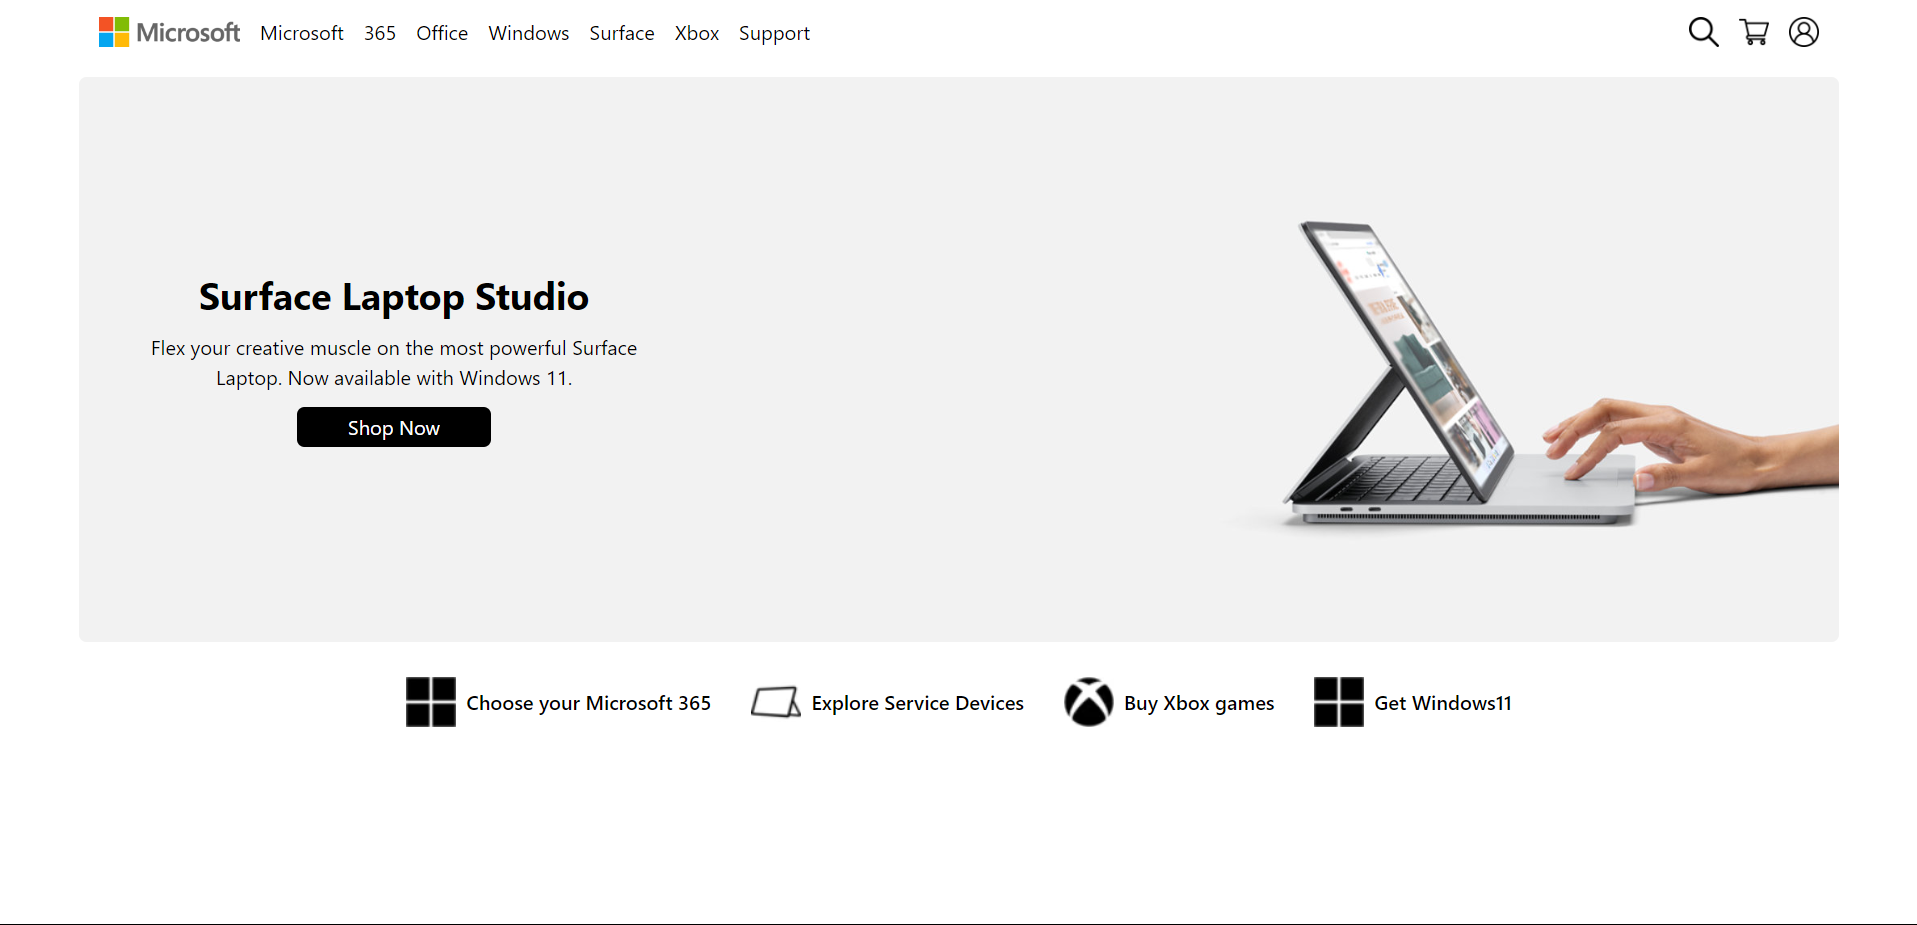 Microsoft Microsoft 365 Office Windows Surface Xbox Support
Surface Laptop Studio
Flex your creative muscle on the most powerful Surface
Laptop. Now available with Windows 11.
Shop Now
Choose your Microsoft 365 Explore Service Devices Buy Xbox games Get Windows11